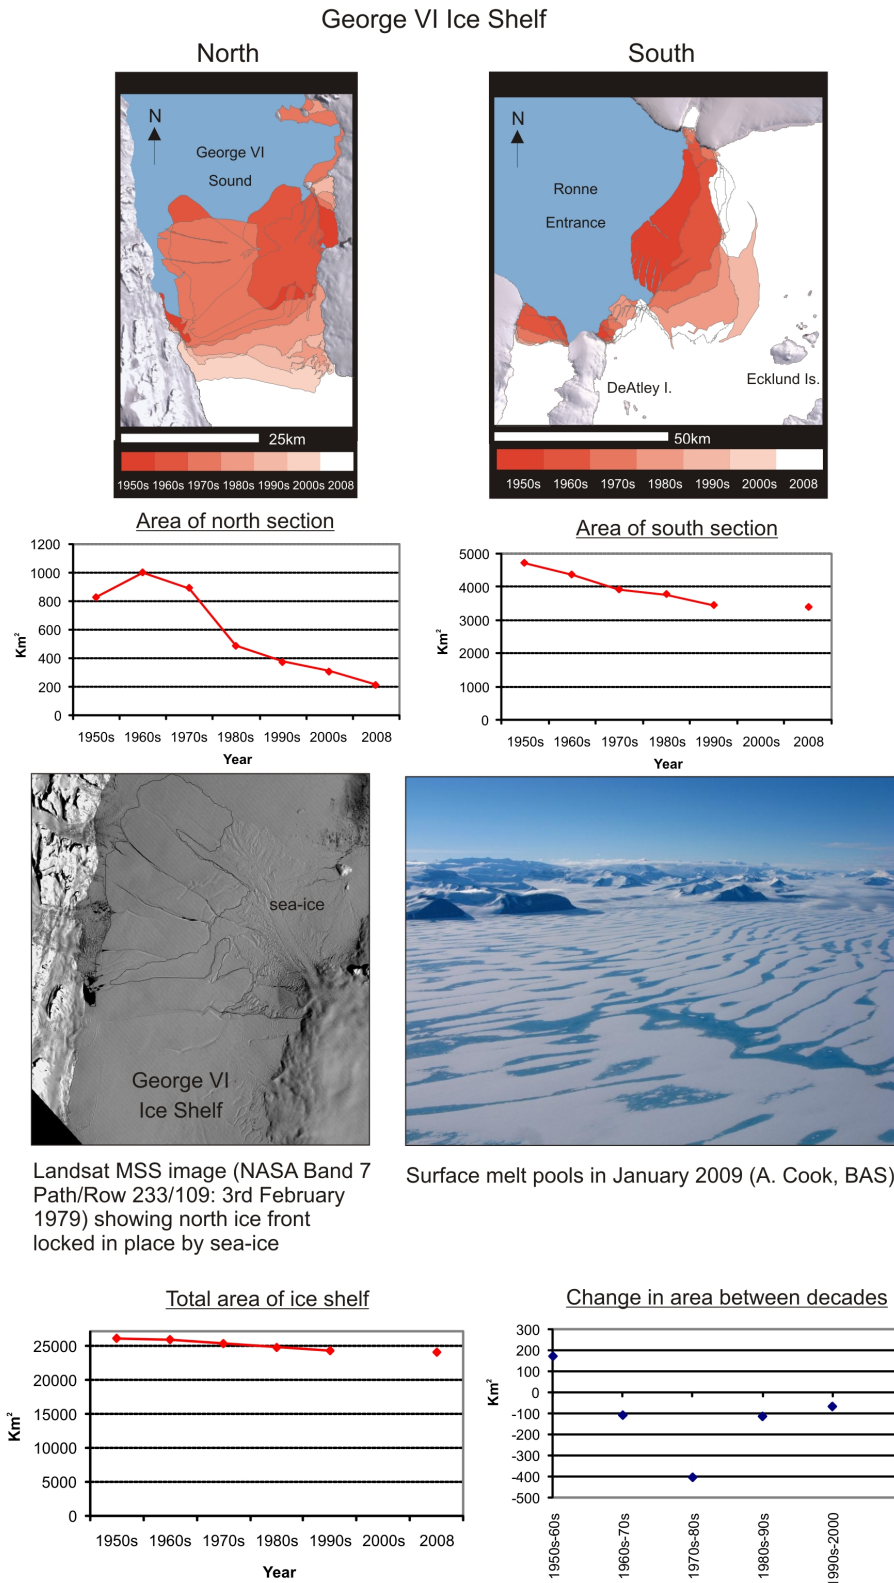 George VI Ice Shelf
North
South
N
George VI
Sound
25km
1950s 1960s 1970s 1980s 1990s 2000s 2008
N
Ronne
Entrance
DeAtley I.
Ecklund Is.
50km
1950s 1960s 1970s 1980s 1990s 2000s 2008
Area of north section
1200
1000
800
600
400
200
0
Km²
1950s 1960s 1970s 1980s 1990s 2000s 2008
Year
Area of south section
5000
4000
3000
2000
1000
0
Km²
1950s 1960s 1970s 1980s 1990s 2000s 2008
Year
sea-ice
George VI
Ice Shelf
Landsat MSS image (NASA Band 7
Path/Row 233/109: 3rd February
1979) showing north ice front
locked in place by sea-ice
Surface melt pools in January 2009 (A. Cook, BAS)
Total area of ice shelf
25000
20000
15000
10000
5000
0
Km²
1950s 1960s 1970s 1980s 1990s 2000s 2008
Year
Change in area between decades
300
200
100
0
-100
-200
-300
-400
-500
Km²
1950s-60s
1960s-70s
1970s-80s
1980s-90s
1990s-2000